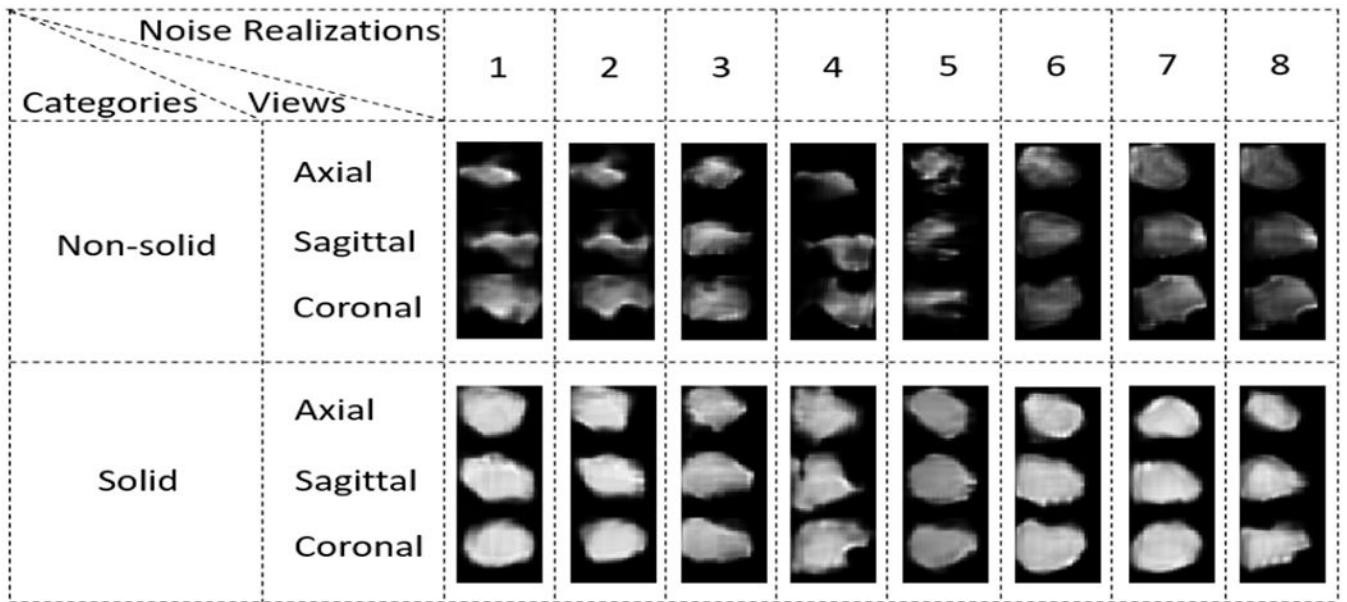 Noise Realizations
Categories Views
1 2 3 4 5 6 7 8
Non-solid
Axial
Sagittal
Coronal
Solid
Axial
Sagittal
Coronal